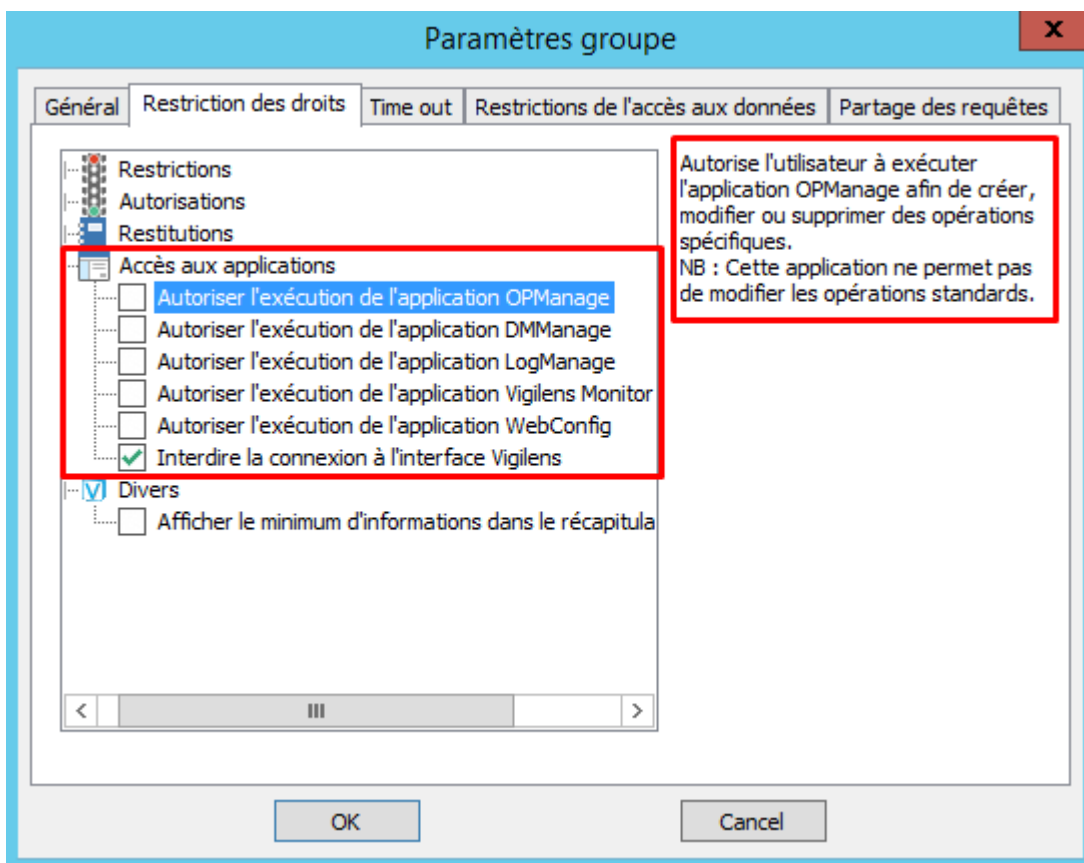 Paramètres groupe
x
Général
Restriction des droits
Time out
Restrictions de l'accès aux données
Partage des requêtes
Restrictions
Autorisations
Restitutions
Accès aux applications
Autoriser l'exécution de l'application OPManage
Autoriser l'exécution de l'application DMManage
Autoriser l'exécution de l'application LogManage
Autoriser l'exécution de l'application Vigilens Monitor
Autoriser l'exécution de l'application WebConfig
Interdire la connexion à l'interface Vigilens
V Divers
Afficher le minimum d'informations dans le récapitula
Autorise l'utilisateur à exécuter
l'application OPManage afin de créer,
modifier ou supprimer des opérations
spécifiques.
NB : Cette application ne permet pas
de modifier les opérations standards.
OK
Cancel